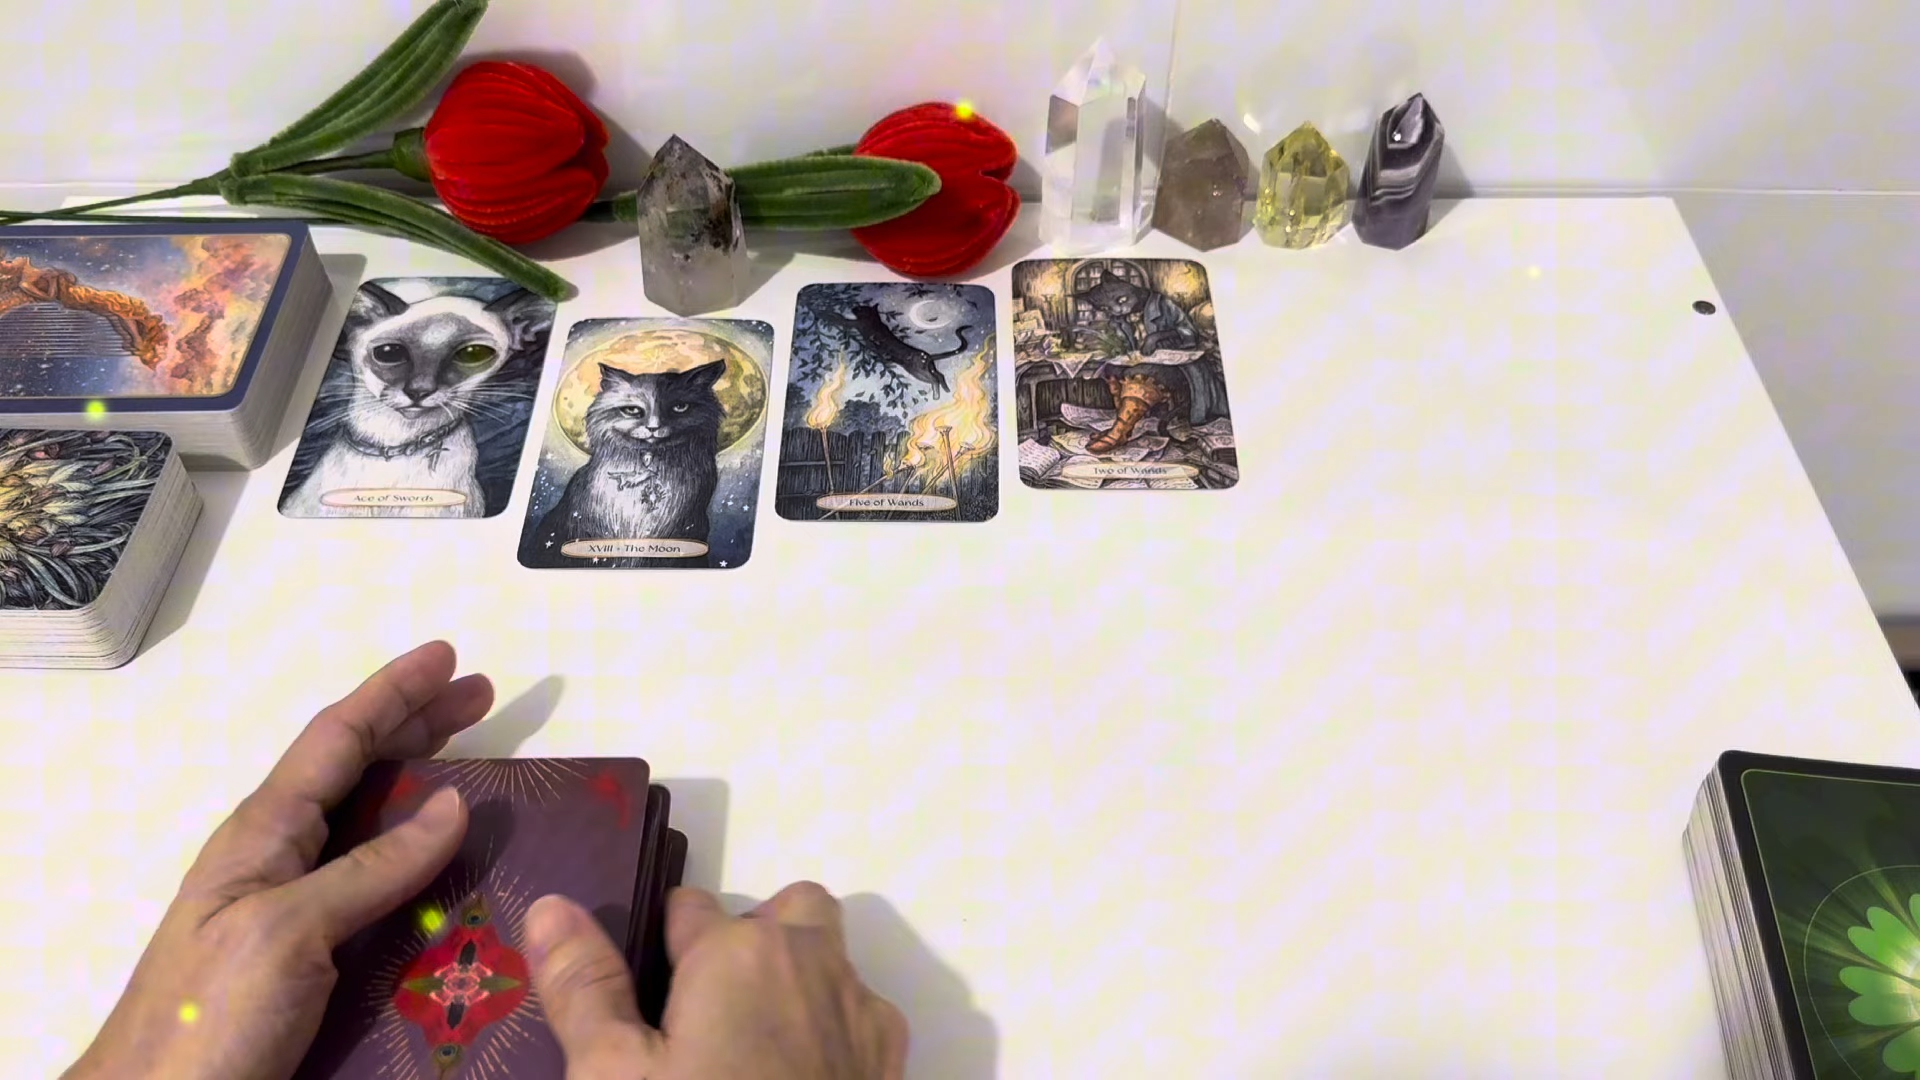 Ace of Swords
XVIII • The Moon
Five of Wands
Two of Wands